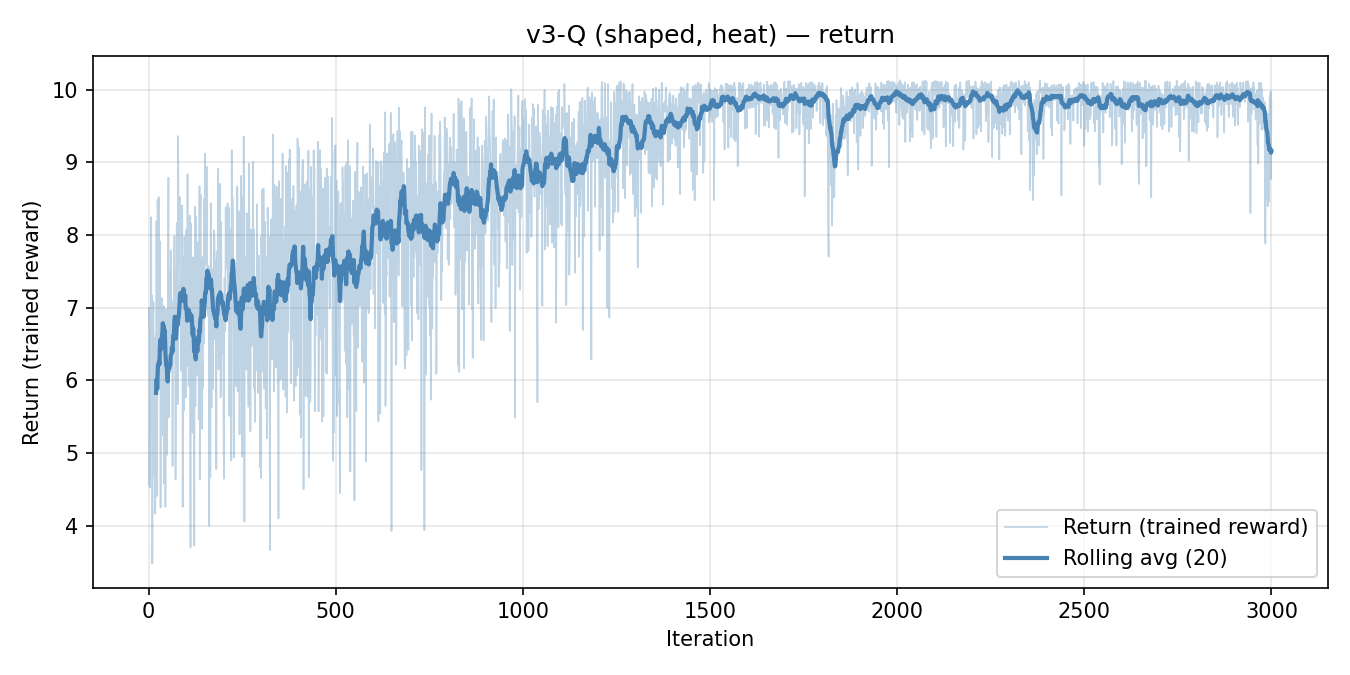 v3-Q (shaped, heat) — return
Return (trained reward)
10
9
8
7
6
5
4
Return (trained reward)
Rolling avg (20)
0
500
1000
1500
2000
2500
3000
Iteration